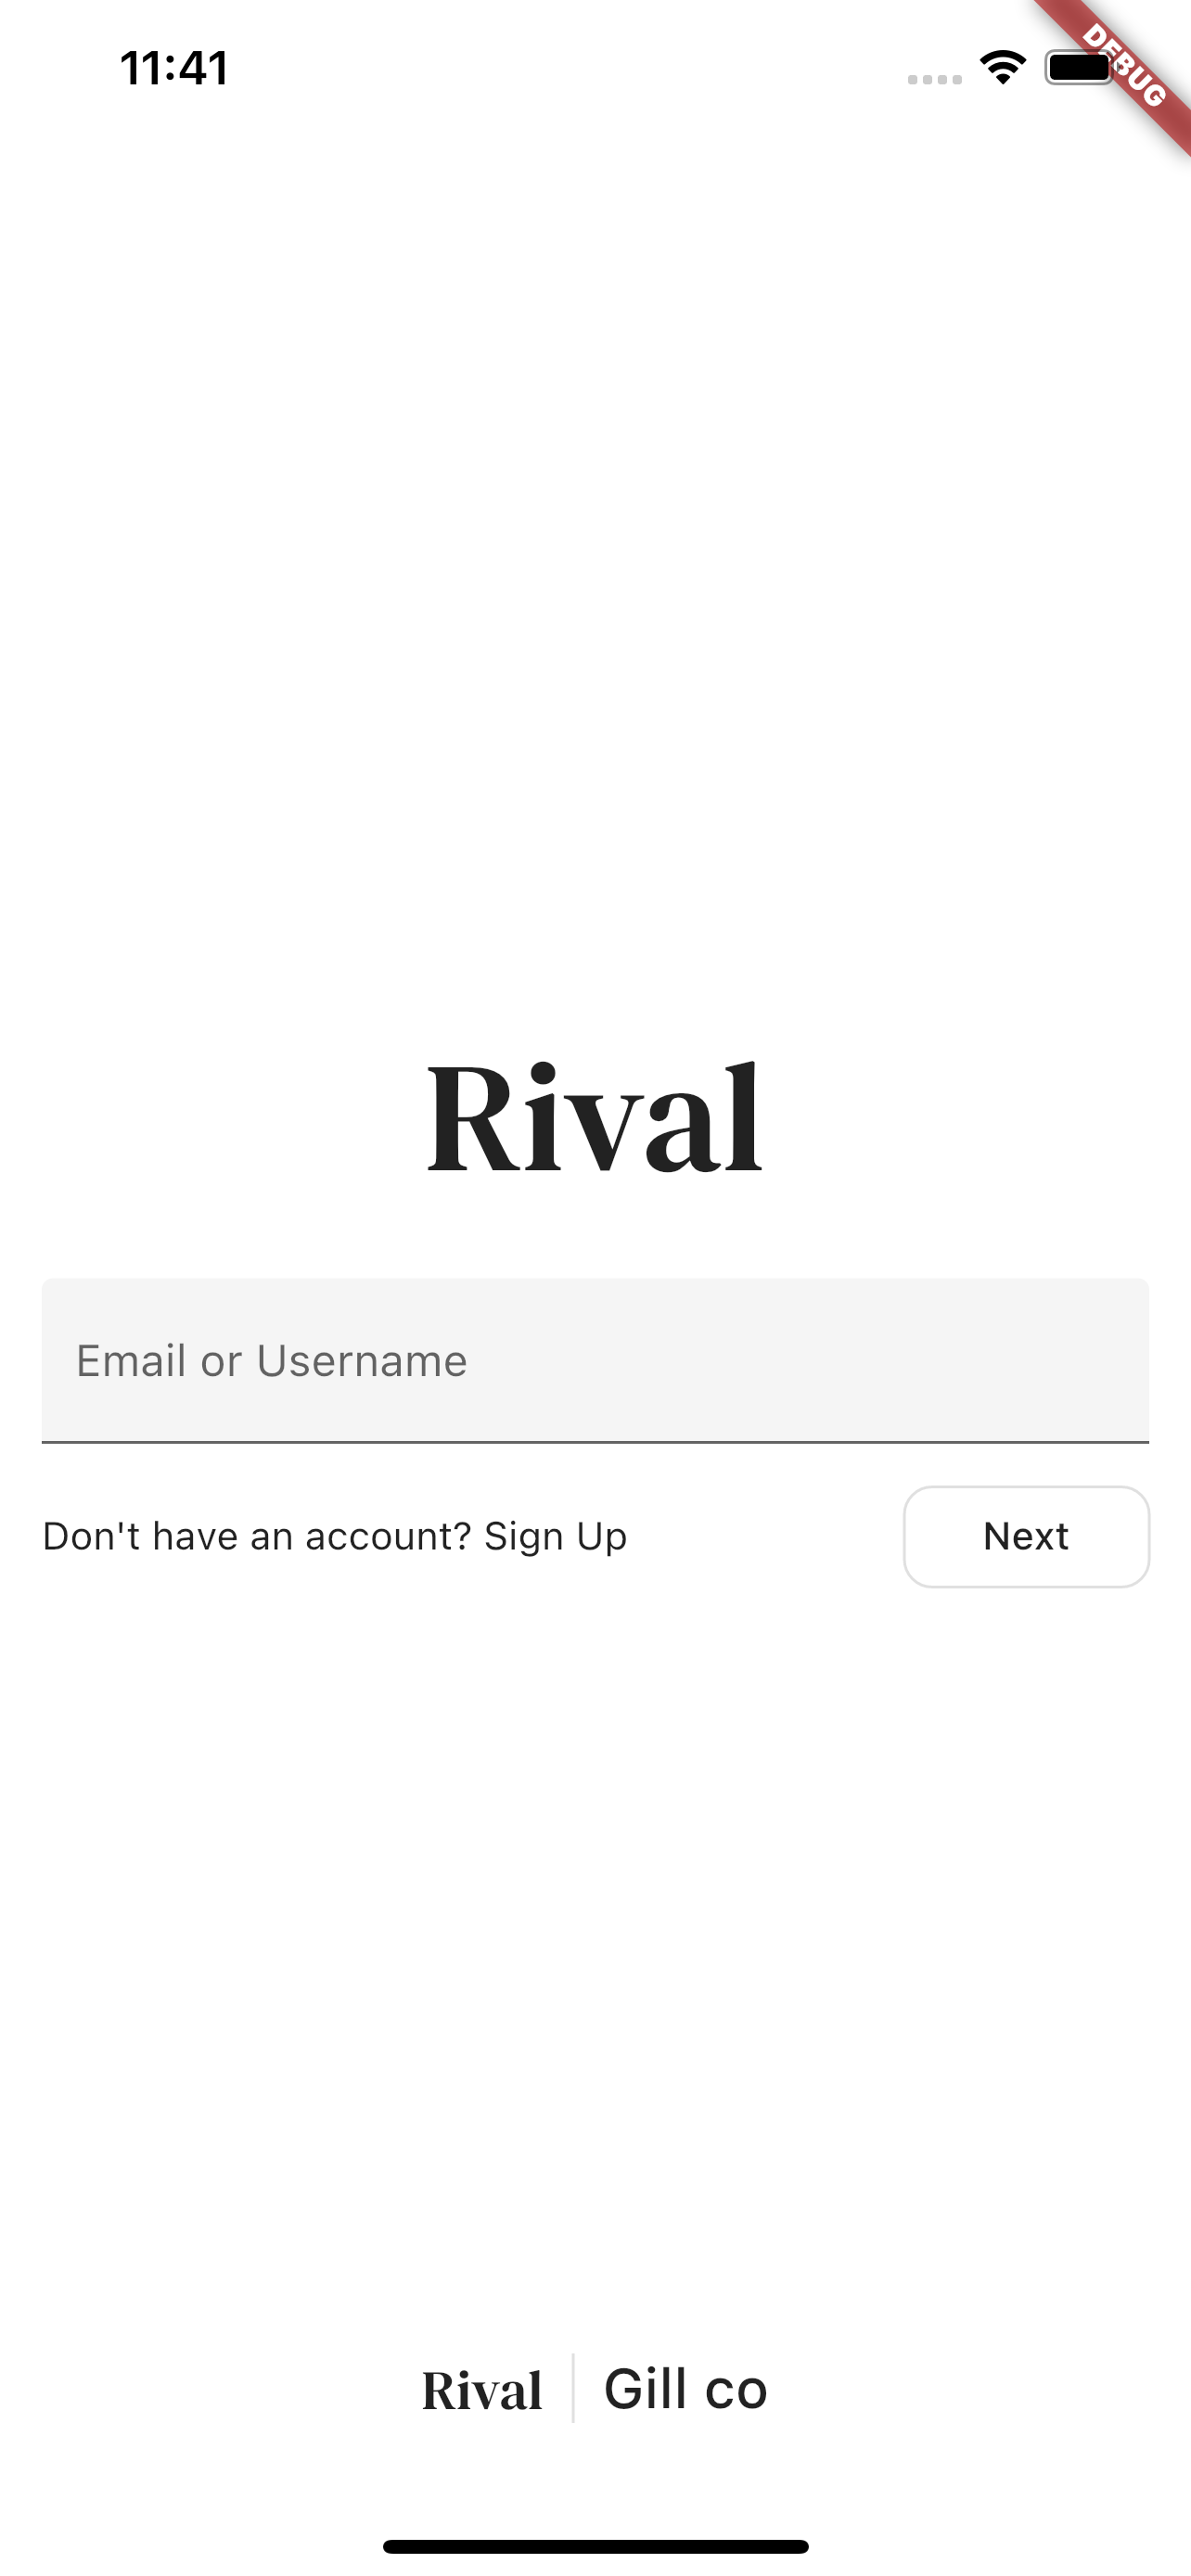 11:41
DEBUG
Rival
Email or Username
Don't have an account? Sign Up
Next
Rival | Gill co